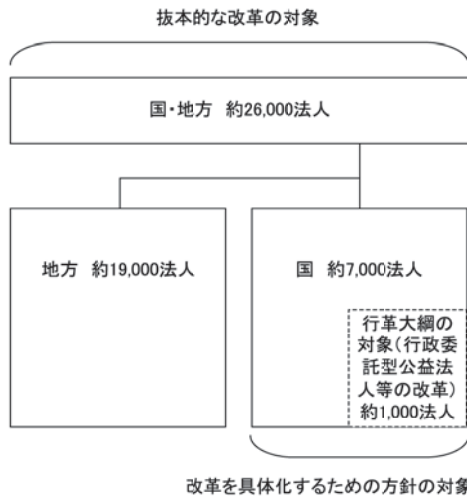 抜本的な改革の対象
国・地方 約26,000法人
地方 約19,000法人
国 約7,000法人
行革大綱の
対象(行政委
託型公益法
人等の改革)
約1,000法人
改革を具体化するための方針の対象